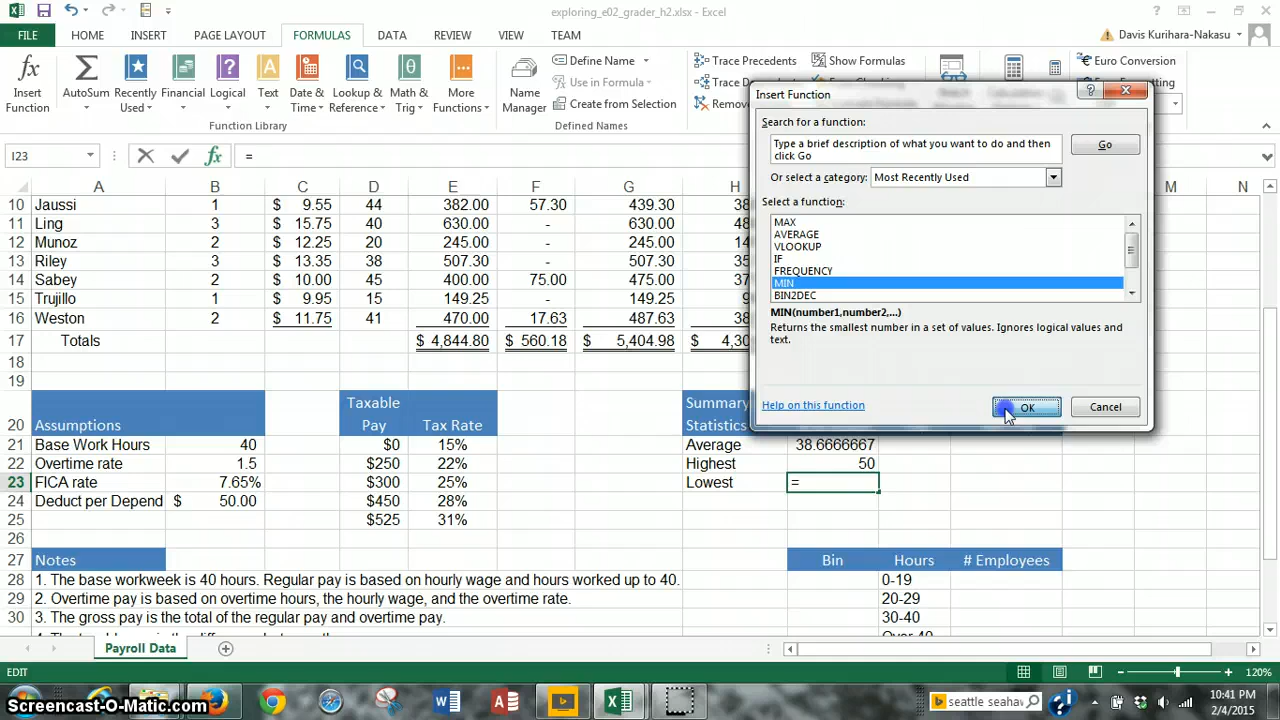 exploring_e02_grader_h2.xlsx - Excel
FILE HOME INSERT PAGE LAYOUT FORMULAS DATA REVIEW VIEW TEAM Davis Kurihara-Nakasu
Insert Function
AutoSum
Recently Used
Financial
Logical
Text
Date & Time
Lookup & Reference
Math & Trig
More Functions
Function Library
Name Manager
Define Name
Use in Formula
Create from Selection
Defined Names
Trace Precedents
Trace
Remov
Show Formulas
Euro Conversion
I23 fx =
A B C D E F G H M N
10 Jaussi 1 $ 9.55 44 382.00 57.30 439.30 38
11 Ling 3 $ 15.75 40 630.00 - 630.00 48
12 Munoz 2 $ 12.25 20 245.00 - 245.00 14
13 Riley 3 $ 13.35 38 507.30 - 507.30 35
14 Sabey 2 $ 10.00 45 400.00 75.00 475.00 37
15 Trujillo 1 $ 9.95 15 149.25 - 149.25 9
16 Weston 2 $ 11.75 41 470.00 17.63 487.63 38
17 Totals $ 4,844.80 $ 560.18 $ 5,404.98 $ 4,30
18
19
20 Assumptions Taxable Pay Tax Rate Summary Statistics
21 Base Work Hours 40 $0 15% Average 38.6666667
22 Overtime rate 1.5 $250 22% Highest 50
23 FICA rate 7.65% $300 25% Lowest =
24 Deduct per Depend $ 50.00 $450 28%
25 $525 31%
26
27 Notes Bin Hours # Employees
28 1. The base workweek is 40 hours. Regular pay is based on hourly wage and hours worked up to 40. 0-19
29 2. Overtime pay is based on overtime hours, the hourly wage, and the overtime rate. 20-29
30 3. The gross pay is the total of the regular pay and overtime pay. 30-40
Over 40
Insert Function
Search for a function:
Type a brief description of what you want to do and then
click Go
Go
Or select a category: Most Recently Used
Select a function:
MAX
AVERAGE
VLOOKUP
IF
FREQUENCY
MIN
BIN2DEC
MIN(number1,number2,...)
Returns the smallest number in a set of values. Ignores logical values and
text.
Help on this function
OK
Cancel
Payroll Data
EDIT 120%
Screencast-O-Matic.com
seattle seahaw
10:41 PM
2/4/2015